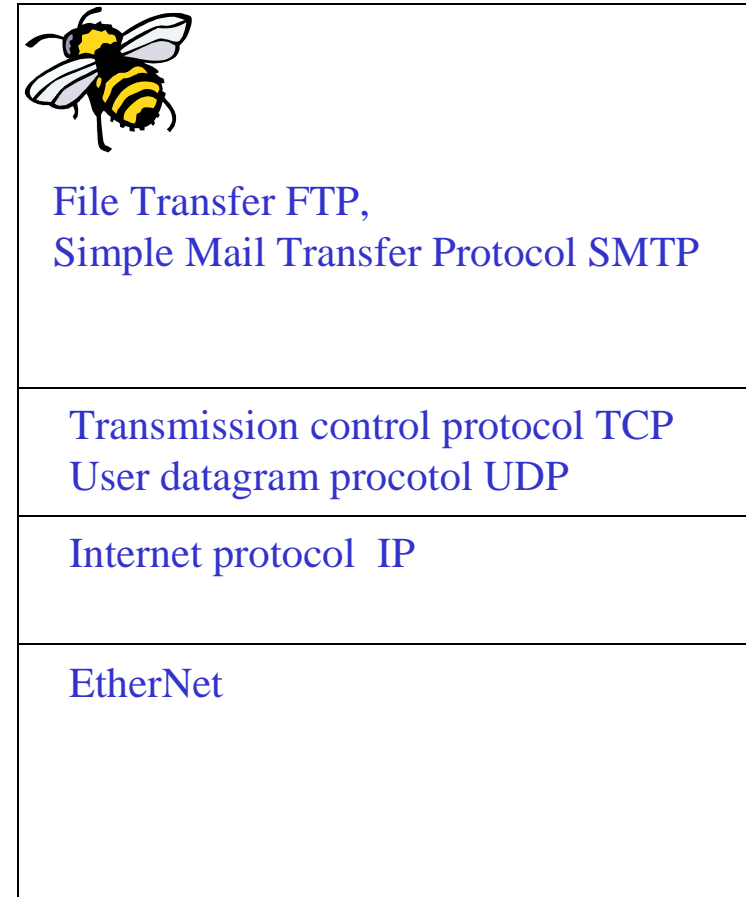 File Transfer FTP,
Simple Mail Transfer Protocol SMTP
Transmission control protocol TCP
User datagram procotol UDP
Internet protocol  IP
EtherNet